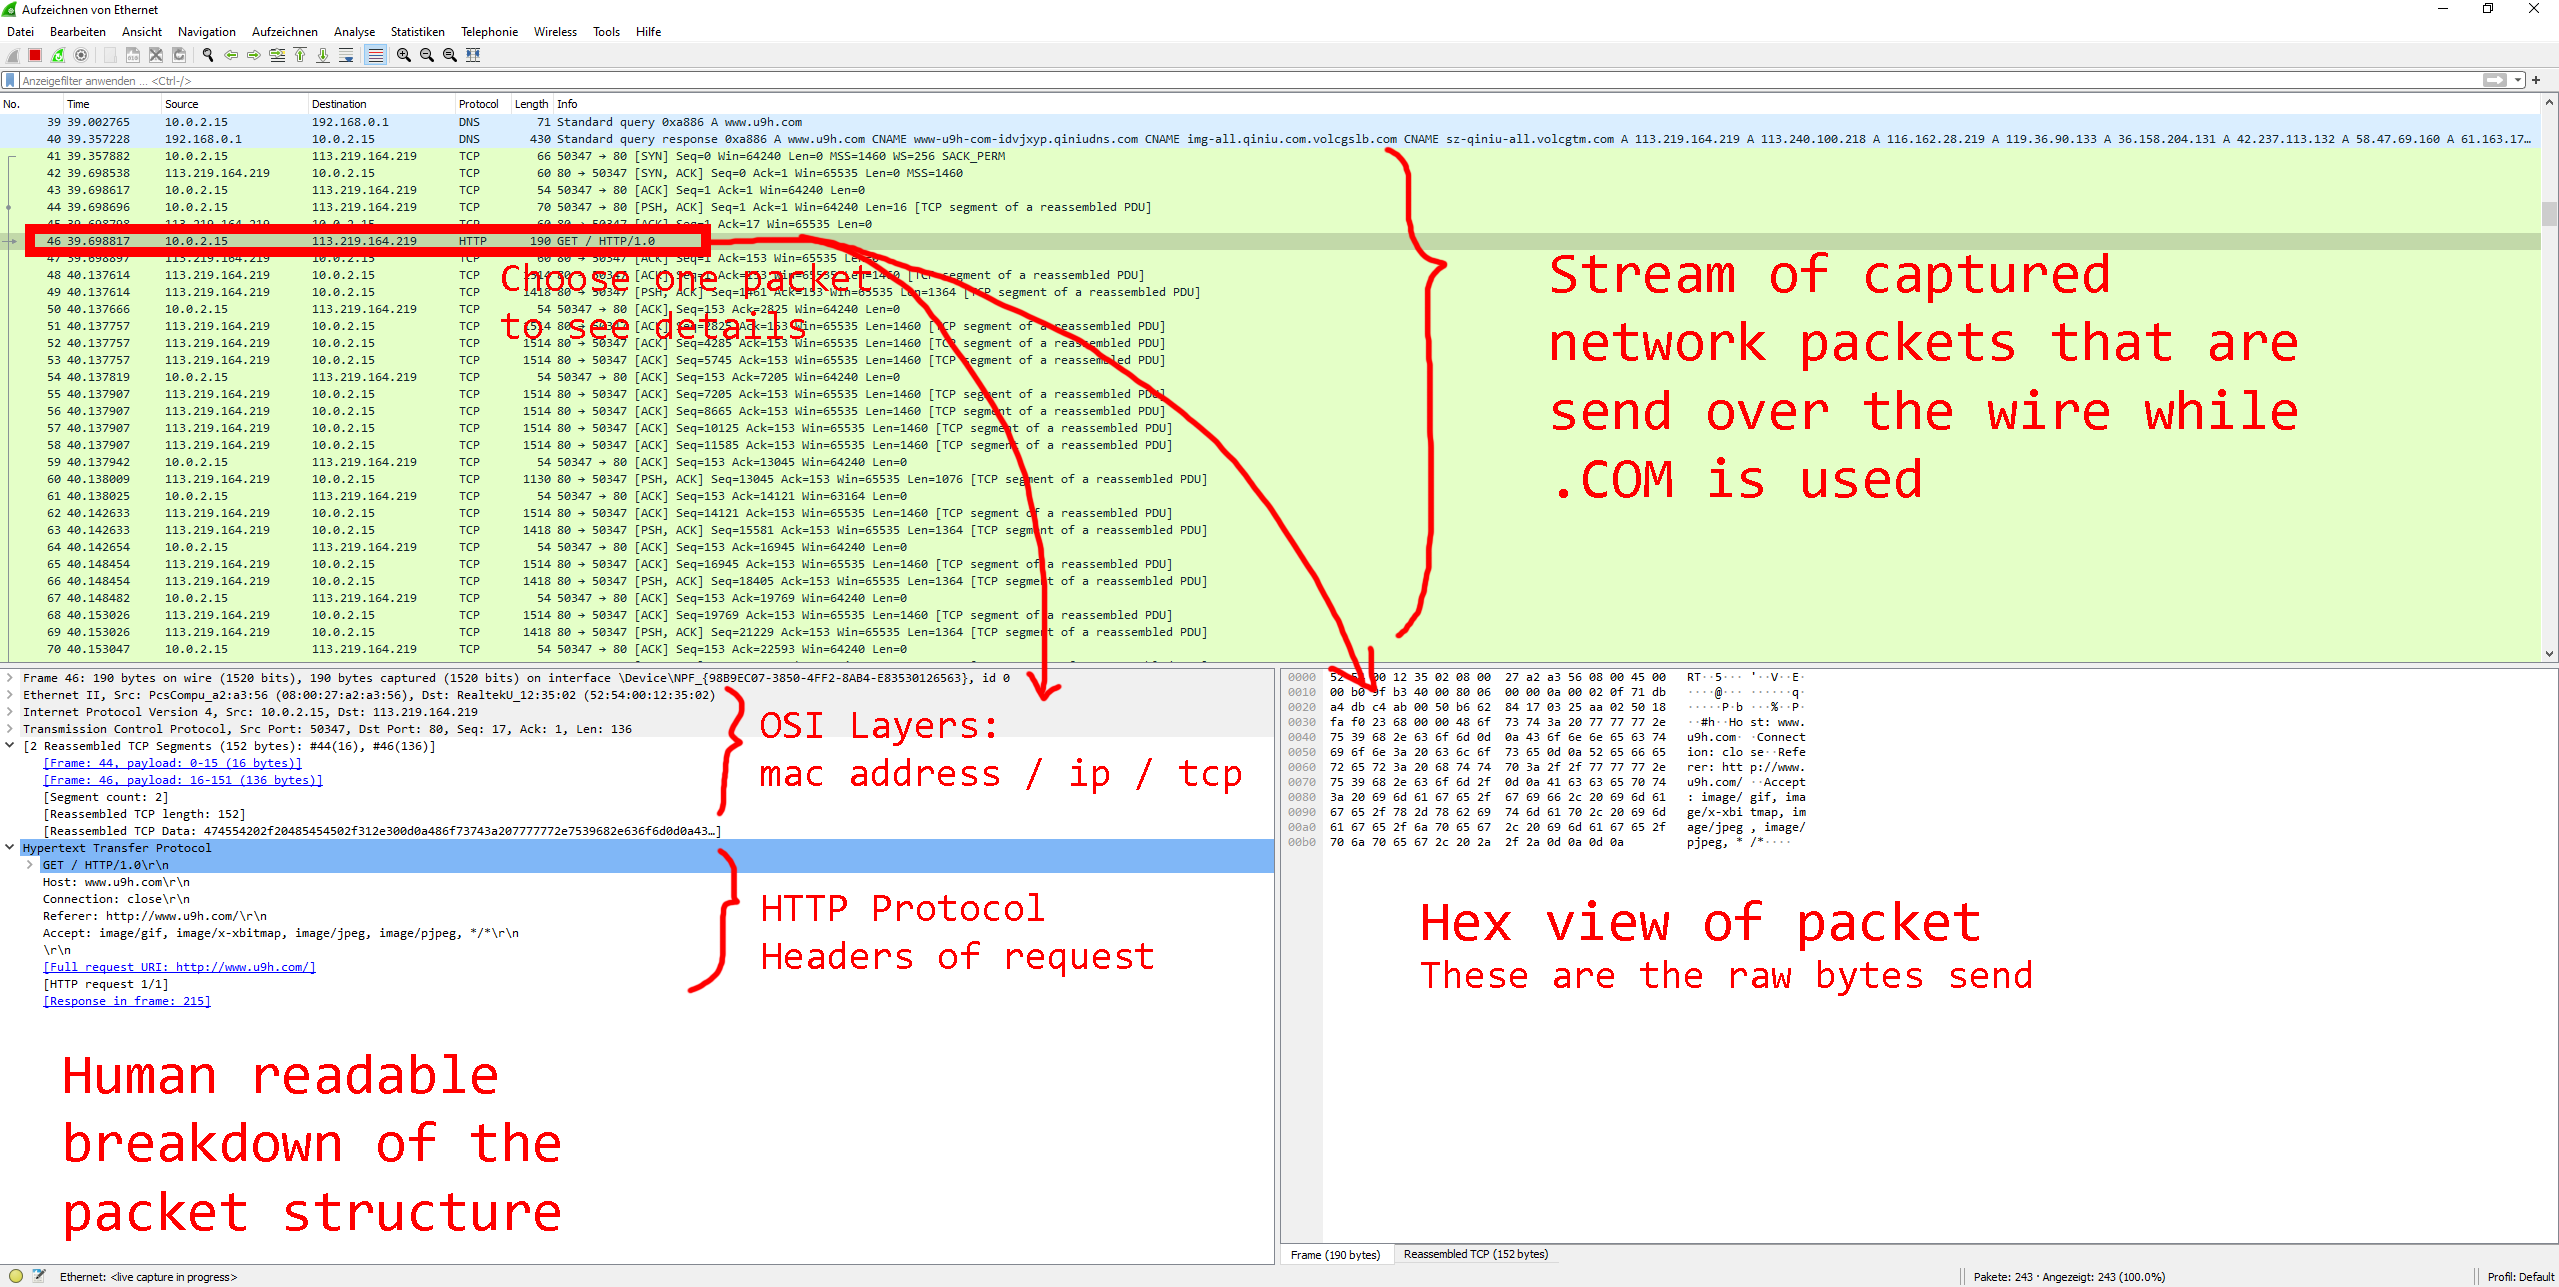 Aufzeichnen von Ethernet
Datei Bearbeiten Ansicht Navigation Aufzeichnen Analyse Statistiken Telephonie Wireless Tools Hilfe
Anzeigefilter anwenden ... <Ctrl-/>
No. Time Source Destination Protocol Length Info
39 39.002765 10.0.2.15 192.168.0.1 DNS 71 Standard query 0xa886 A www.u9h.com
40 39.357228 192.168.0.1 10.0.2.15 DNS 430 Standard query response 0xa886 A www.u9h.com CNAME www-u9h-com-idvjxyp.qiniudns.com CNAME img-all.qiniu.com.volcgslb.com CNAME sz-qiniu-all.volcgtm.com A 113.219.164.219 A 113.240.100.218 A 116.162.28.219 A 119.36.90.133 A 36.158.204.131 A 42.237.113.132 A 58.47.69.160 A 61.163.17…
41 39.357882 10.0.2.15 113.219.164.219 TCP 66 50347 → 80 [SYN] Seq=0 Win=64240 Len=0 MSS=1460 WS=256 SACK_PERM
42 39.698538 113.219.164.219 10.0.2.15 TCP 60 80 → 50347 [SYN, ACK] Seq=0 Ack=1 Win=65535 Len=0 MSS=1460
43 39.698617 10.0.2.15 113.219.164.219 TCP 54 50347 → 80 [ACK] Seq=1 Ack=1 Win=64240 Len=0
44 39.698696 10.0.2.15 113.219.164.219 TCP 70 50347 → 80 [PSH, ACK] Seq=1 Ack=1 Win=64240 Len=16 [TCP segment of a reassembled PDU]
45 39.698798 113.219.164.219 10.0.2.15 TCP 60 80 → 50347 [ACK] Seq=1 Ack=17 Win=65535 Len=0
46 39.698817 10.0.2.15 113.219.164.219 HTTP 190 GET / HTTP/1.0
47 39.698897 113.219.164.219 10.0.2.15 TCP 60 80 → 50347 [ACK] Seq=1 Ack=153 Win=65535 Len=0
48 40.137614 113.219.164.219 10.0.2.15 TCP 1514 80 → 50347 [ACK] Seq=1 Ack=153 Win=65535 Len=1460 [TCP segment of a reassembled PDU]
49 40.137614 113.219.164.219 10.0.2.15 TCP 1418 80 → 50347 [PSH, ACK] Seq=1461 Ack=153 Win=65535 Len=1364 [TCP segment of a reassembled PDU]
50 40.137666 10.0.2.15 113.219.164.219 TCP 54 50347 → 80 [ACK] Seq=153 Ack=2825 Win=64240 Len=0
51 40.137757 113.219.164.219 10.0.2.15 TCP 1514 80 → 50347 [ACK] Seq=2825 Ack=153 Win=65535 Len=1460 [TCP segment of a reassembled PDU]
52 40.137757 113.219.164.219 10.0.2.15 TCP 1514 80 → 50347 [ACK] Seq=4285 Ack=153 Win=65535 Len=1460 [TCP segment of a reassembled PDU]
53 40.137757 113.219.164.219 10.0.2.15 TCP 1514 80 → 50347 [ACK] Seq=5745 Ack=153 Win=65535 Len=1460 [TCP segment of a reassembled PDU]
54 40.137819 10.0.2.15 113.219.164.219 TCP 54 50347 → 80 [ACK] Seq=153 Ack=7205 Win=64240 Len=0
55 40.137907 113.219.164.219 10.0.2.15 TCP 1514 80 → 50347 [ACK] Seq=7205 Ack=153 Win=65535 Len=1460 [TCP segment of a reassembled PDU]
56 40.137907 113.219.164.219 10.0.2.15 TCP 1514 80 → 50347 [ACK] Seq=8665 Ack=153 Win=65535 Len=1460 [TCP segment of a reassembled PDU]
57 40.137907 113.219.164.219 10.0.2.15 TCP 1514 80 → 50347 [ACK] Seq=10125 Ack=153 Win=65535 Len=1460 [TCP segment of a reassembled PDU]
58 40.137907 113.219.164.219 10.0.2.15 TCP 1514 80 → 50347 [ACK] Seq=11585 Ack=153 Win=65535 Len=1460 [TCP segment of a reassembled PDU]
59 40.137942 10.0.2.15 113.219.164.219 TCP 54 50347 → 80 [ACK] Seq=153 Ack=13045 Win=64240 Len=0
60 40.138009 113.219.164.219 10.0.2.15 TCP 1130 80 → 50347 [PSH, ACK] Seq=13045 Ack=153 Win=65535 Len=1076 [TCP segment of a reassembled PDU]
61 40.138025 10.0.2.15 113.219.164.219 TCP 54 50347 → 80 [ACK] Seq=153 Ack=14121 Win=63164 Len=0
62 40.142633 113.219.164.219 10.0.2.15 TCP 1514 80 → 50347 [ACK] Seq=14121 Ack=153 Win=65535 Len=1460 [TCP segment of a reassembled PDU]
63 40.142633 113.219.164.219 10.0.2.15 TCP 1418 80 → 50347 [PSH, ACK] Seq=15581 Ack=153 Win=65535 Len=1364 [TCP segment of a reassembled PDU]
64 40.142654 10.0.2.15 113.219.164.219 TCP 54 50347 → 80 [ACK] Seq=153 Ack=16945 Win=64240 Len=0
65 40.148454 113.219.164.219 10.0.2.15 TCP 1514 80 → 50347 [ACK] Seq=16945 Ack=153 Win=65535 Len=1460 [TCP segment of a reassembled PDU]
66 40.148454 113.219.164.219 10.0.2.15 TCP 1418 80 → 50347 [PSH, ACK] Seq=18405 Ack=153 Win=65535 Len=1364 [TCP segment of a reassembled PDU]
67 40.148482 10.0.2.15 113.219.164.219 TCP 54 50347 → 80 [ACK] Seq=153 Ack=19769 Win=64240 Len=0
68 40.153026 113.219.164.219 10.0.2.15 TCP 1514 80 → 50347 [ACK] Seq=19769 Ack=153 Win=65535 Len=1460 [TCP segment of a reassembled PDU]
69 40.153026 113.219.164.219 10.0.2.15 TCP 1418 80 → 50347 [PSH, ACK] Seq=21229 Ack=153 Win=65535 Len=1364 [TCP segment of a reassembled PDU]
70 40.153047 10.0.2.15 113.219.164.219 TCP 54 50347 → 80 [ACK] Seq=153 Ack=22593 Win=64240 Len=0
Choose one packet
to see details
Stream of captured
network packets that are
send over the wire while
.COM is used
Frame 46: 190 bytes on wire (1520 bits), 190 bytes captured (1520 bits) on interface \Device\NPF_{98B9EC07-3850-4FF2-8AB4-E83530126563}, id 0
Ethernet II, Src: PcsCompu_a2:a3:56 (08:00:27:a2:a3:56), Dst: RealtekU_12:35:02 (52:54:00:12:35:02)
Internet Protocol Version 4, Src: 10.0.2.15, Dst: 113.219.164.219
Transmission Control Protocol, Src Port: 50347, Dst Port: 80, Seq: 17, Ack: 1, Len: 136
[2 Reassembled TCP Segments (152 bytes): #44(16), #46(136)]
[Frame: 44, payload: 0-15 (16 bytes)]
[Frame: 46, payload: 16-151 (136 bytes)]
[Segment count: 2]
[Reassembled TCP length: 152]
[Reassembled TCP Data: 474554202f20485454502f312e300d0a486f73743a207777772e7539682e636f6d0d0a43…]
Hypertext Transfer Protocol
GET / HTTP/1.0\r\n
Host: www.u9h.com\r\n
Connection: close\r\n
Referer: http://www.u9h.com/\r\n
Accept: image/gif, image/x-xbitmap, image/jpeg, image/pjpeg, */*\r\n
\r\n
[Full request URI: http://www.u9h.com/]
[HTTP request 1/1]
[Response in frame: 215]
OSI Layers:
mac address / ip / tcp
HTTP Protocol
Headers of request
Human readable
breakdown of the
packet structure
0000 52 00 12 35 02 08 00 27 a2 a3 56 08 00 45 00 RT··5··· '··V··E·
0010 00 b0 9f b3 40 00 80 06 00 00 0a 00 02 0f 71 db ····@··· ······q·
0020 a4 db c4 ab 00 50 b6 62 84 17 03 25 aa 02 50 18 ·····P·b ···%··P·
0030 fa f0 23 68 00 00 48 6f 73 74 3a 20 77 77 77 2e ··#h··Ho st: www.
0040 75 39 68 2e 63 6f 6d 0d 0a 43 6f 6e 6e 65 63 74 u9h.com· ·Connect
0050 69 6f 6e 3a 20 63 6c 6f 73 65 0d 0a 52 65 66 65 ion: clo se··Refe
0060 72 65 72 3a 20 68 74 74 70 3a 2f 2f 77 77 77 2e rer: htt p://www.
0070 75 39 68 2e 63 6f 6d 2f 0d 0a 41 63 63 65 70 74 u9h.com/ ··Accept
0080 3a 20 69 6d 61 67 65 2f 67 69 66 2c 20 69 6d 61 : image/ gif, ima
0090 67 65 2f 78 2d 78 62 69 74 6d 61 70 2c 20 69 6d ge/x-xbi tmap, im
00a0 61 67 65 2f 6a 70 65 67 2c 20 69 6d 61 67 65 2f age/jpeg , image/
00b0 70 6a 70 65 67 2c 20 2a 2f 2a 0d 0a 0d 0a pjpeg, * /*····
Hex view of packet
These are the raw bytes send
Frame (190 bytes) Reassembled TCP (152 bytes)
Ethernet: <live capture in progress>
Pakete: 243 · Angezeigt: 243 (100.0%)
Profil: Default